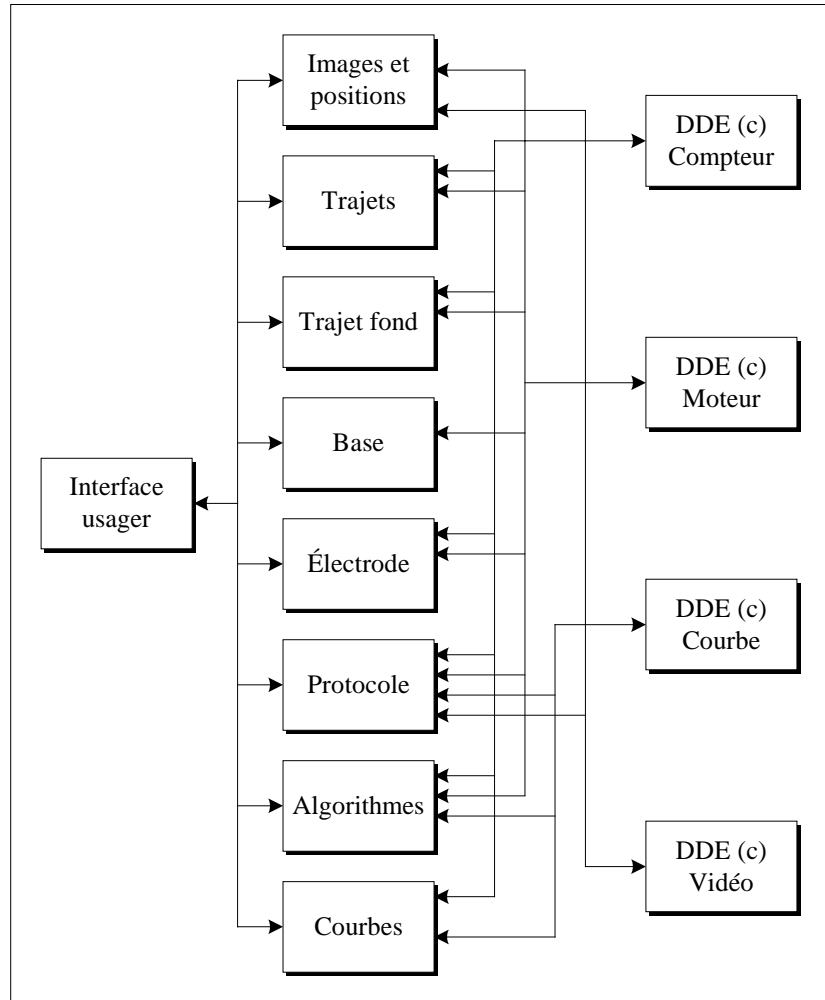 Images et
positions
DDE (c)
Compteur
Trajets
Trajet fond
DDE (c)
Moteur
Base
Interface
usager
Électrode
DDE (c)
Courbe
Protocole
Algorithmes
DDE (c)
Vidéo
Courbes